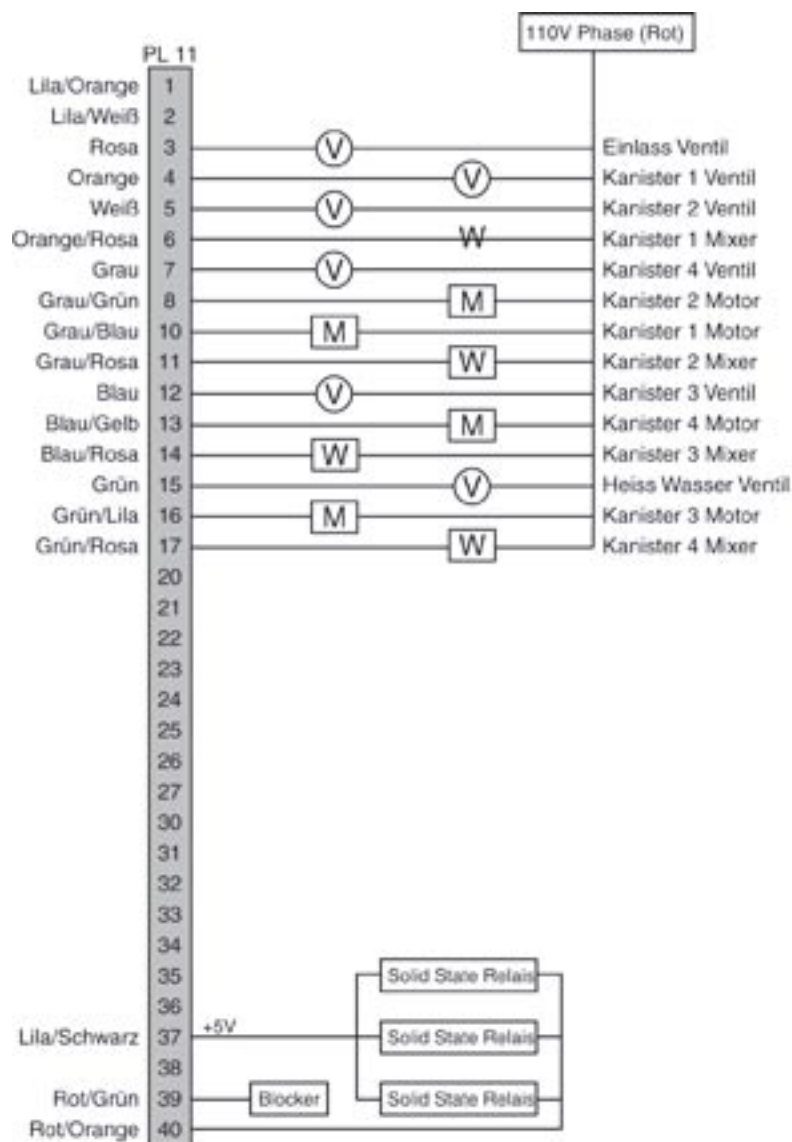 110V Phase (Rot)
PL 11
Lila/Orange 1
Lila/Weiß 2
Rosa 3 V Einlass Ventil
Orange 4 V Kanister 1 Ventil
Weiß 5 V Kanister 2 Ventil
Orange/Rosa 6 W Kanister 1 Mixer
Grau 7 V Kanister 4 Ventil
Grau/Grün 8 M Kanister 2 Motor
Grau/Blau 10 M Kanister 1 Motor
Grau/Rosa 11 W Kanister 2 Mixer
Blau 12 V Kanister 3 Ventil
Blau/Gelb 13 M Kanister 4 Motor
Blau/Rosa 14 W Kanister 3 Mixer
Grün 15 V Heiss Wasser Ventil
Grün/Lila 16 M Kanister 3 Motor
Grün/Rosa 17 W Kanister 4 Mixer
20
21
22
23
24
25
26
27
30
31
32
33
34
35 Solid State Relais
36
Lila/Schwarz 37 +5V Solid State Relais
38
Rot/Grün 39 Blocker Solid State Relais
Rot/Orange 40